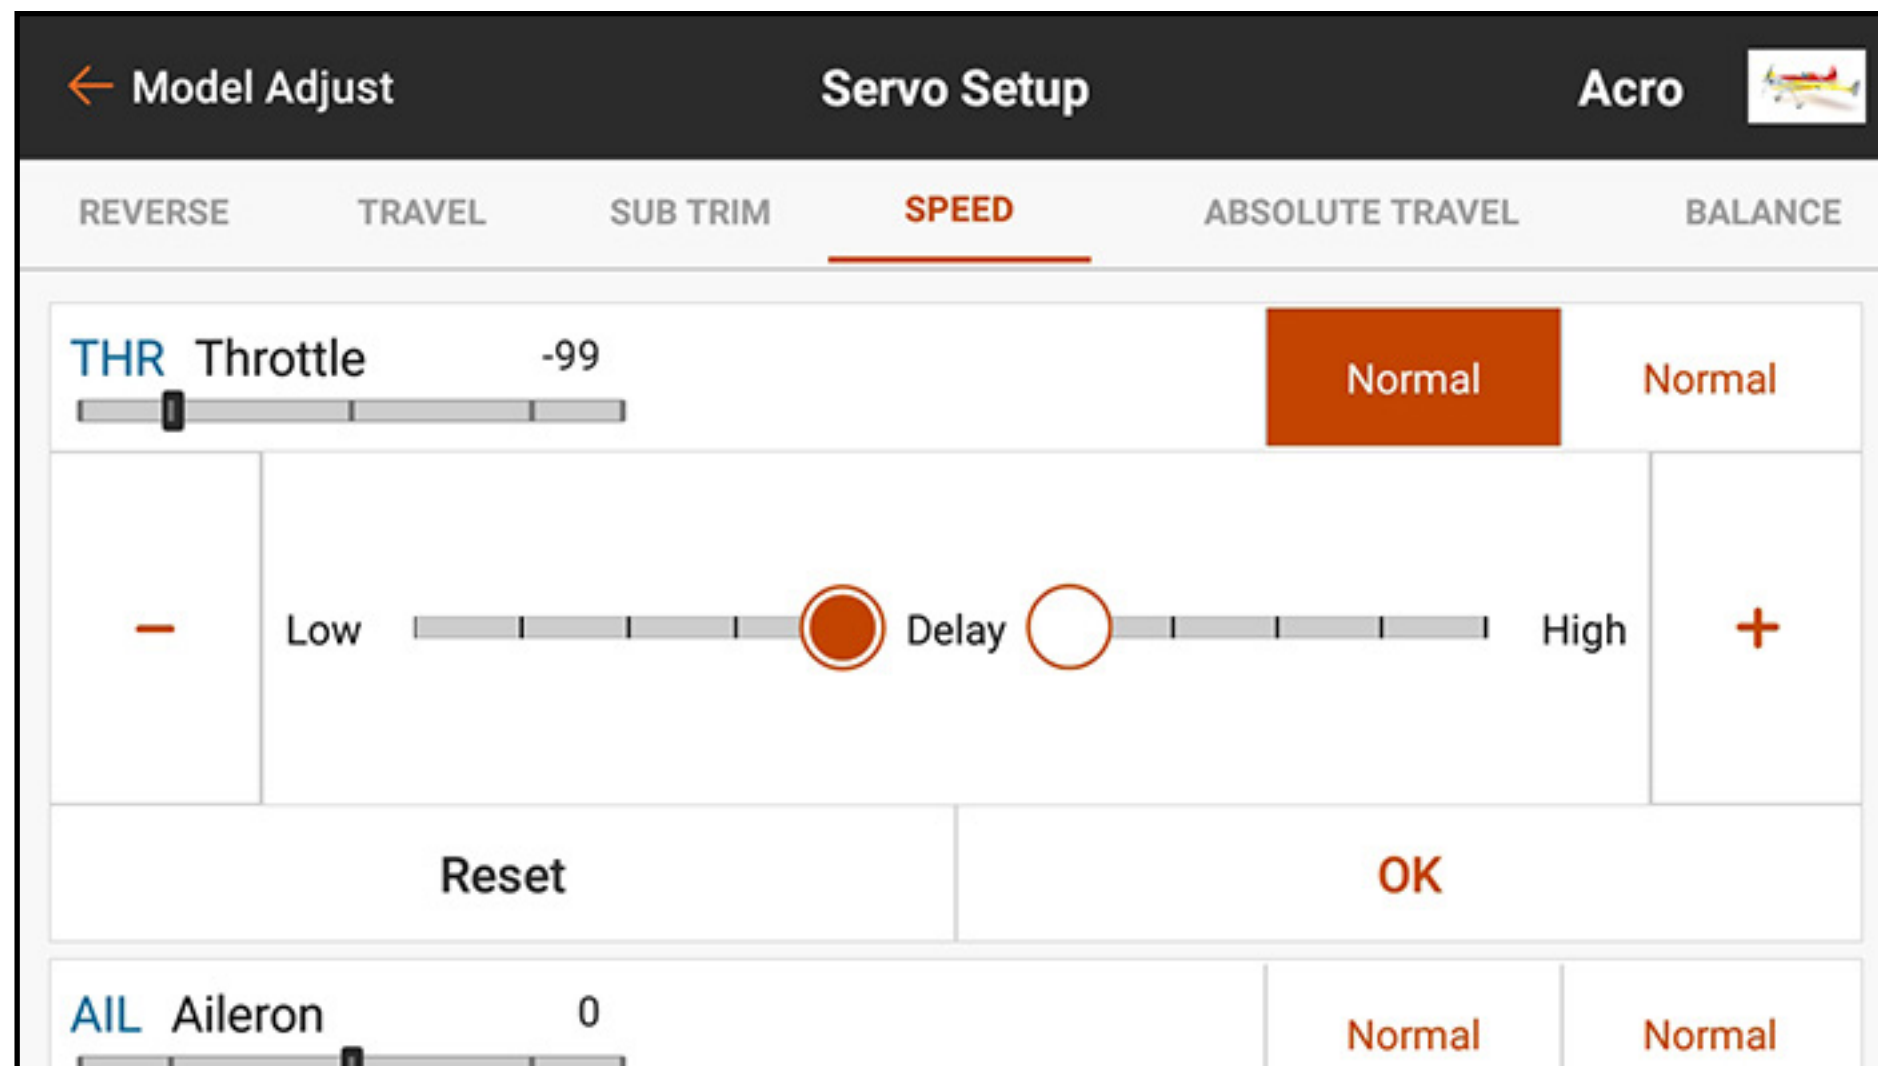 Model Adjust Servo Setup Acro
REVERSE TRAVEL SUB TRIM SPEED ABSOLUTE TRAVEL BALANCE
THR Throttle -99 Normal Normal
- Low Delay High +
Reset OK
AIL Aileron 0 Normal Normal